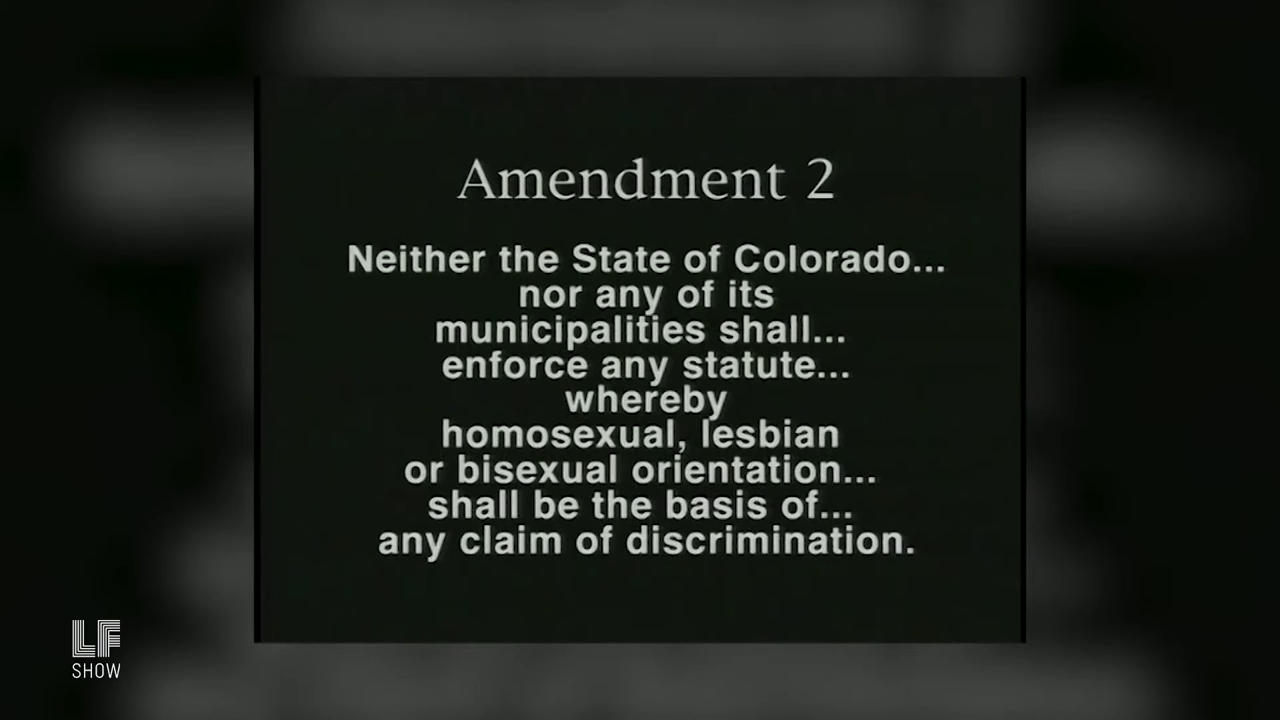 Amendment 2
Neither the State of Colorado...
nor any of its
municipalities shall...
enforce any statute...
whereby
homosexual, lesbian
or bisexual orientation...
shall be the basis of...
any claim of discrimination.
LF
SHOW